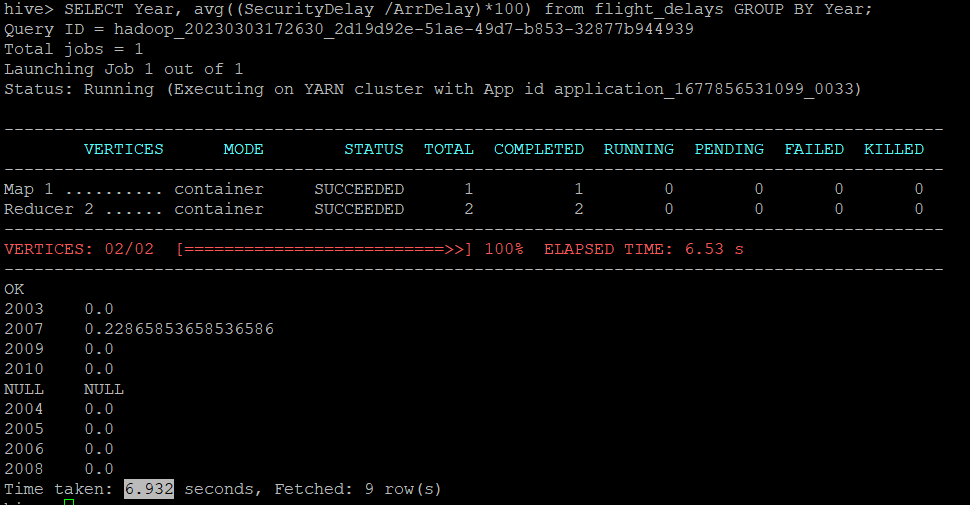 hive> SELECT Year, avg((SecurityDelay /ArrDelay)*100) from flight_delays GROUP BY Year;
Query ID = hadoop_20230303172630_2d19d92e-51ae-49d7-b853-32877b944939
Total jobs = 1
Launching Job 1 out of 1
Status: Running (Executing on YARN cluster with App id application_1677856531099_0033)
----------------------------------------------------------------------------------------------
        VERTICES      MODE        STATUS  TOTAL  COMPLETED  RUNNING  PENDING  FAILED  KILLED
----------------------------------------------------------------------------------------------
Map 1 .......... container     SUCCEEDED      1          1        0        0       0       0
Reducer 2 ...... container     SUCCEEDED      2          2        0        0       0       0
----------------------------------------------------------------------------------------------
VERTICES: 02/02  [==========================>>] 100%  ELAPSED TIME: 6.53 s
----------------------------------------------------------------------------------------------
OK
2003    0.0
2007    0.22865853658536586
2009    0.0
2010    0.0
NULL    NULL
2004    0.0
2005    0.0
2006    0.0
2008    0.0
Time taken: 6.932 seconds, Fetched: 9 row(s)